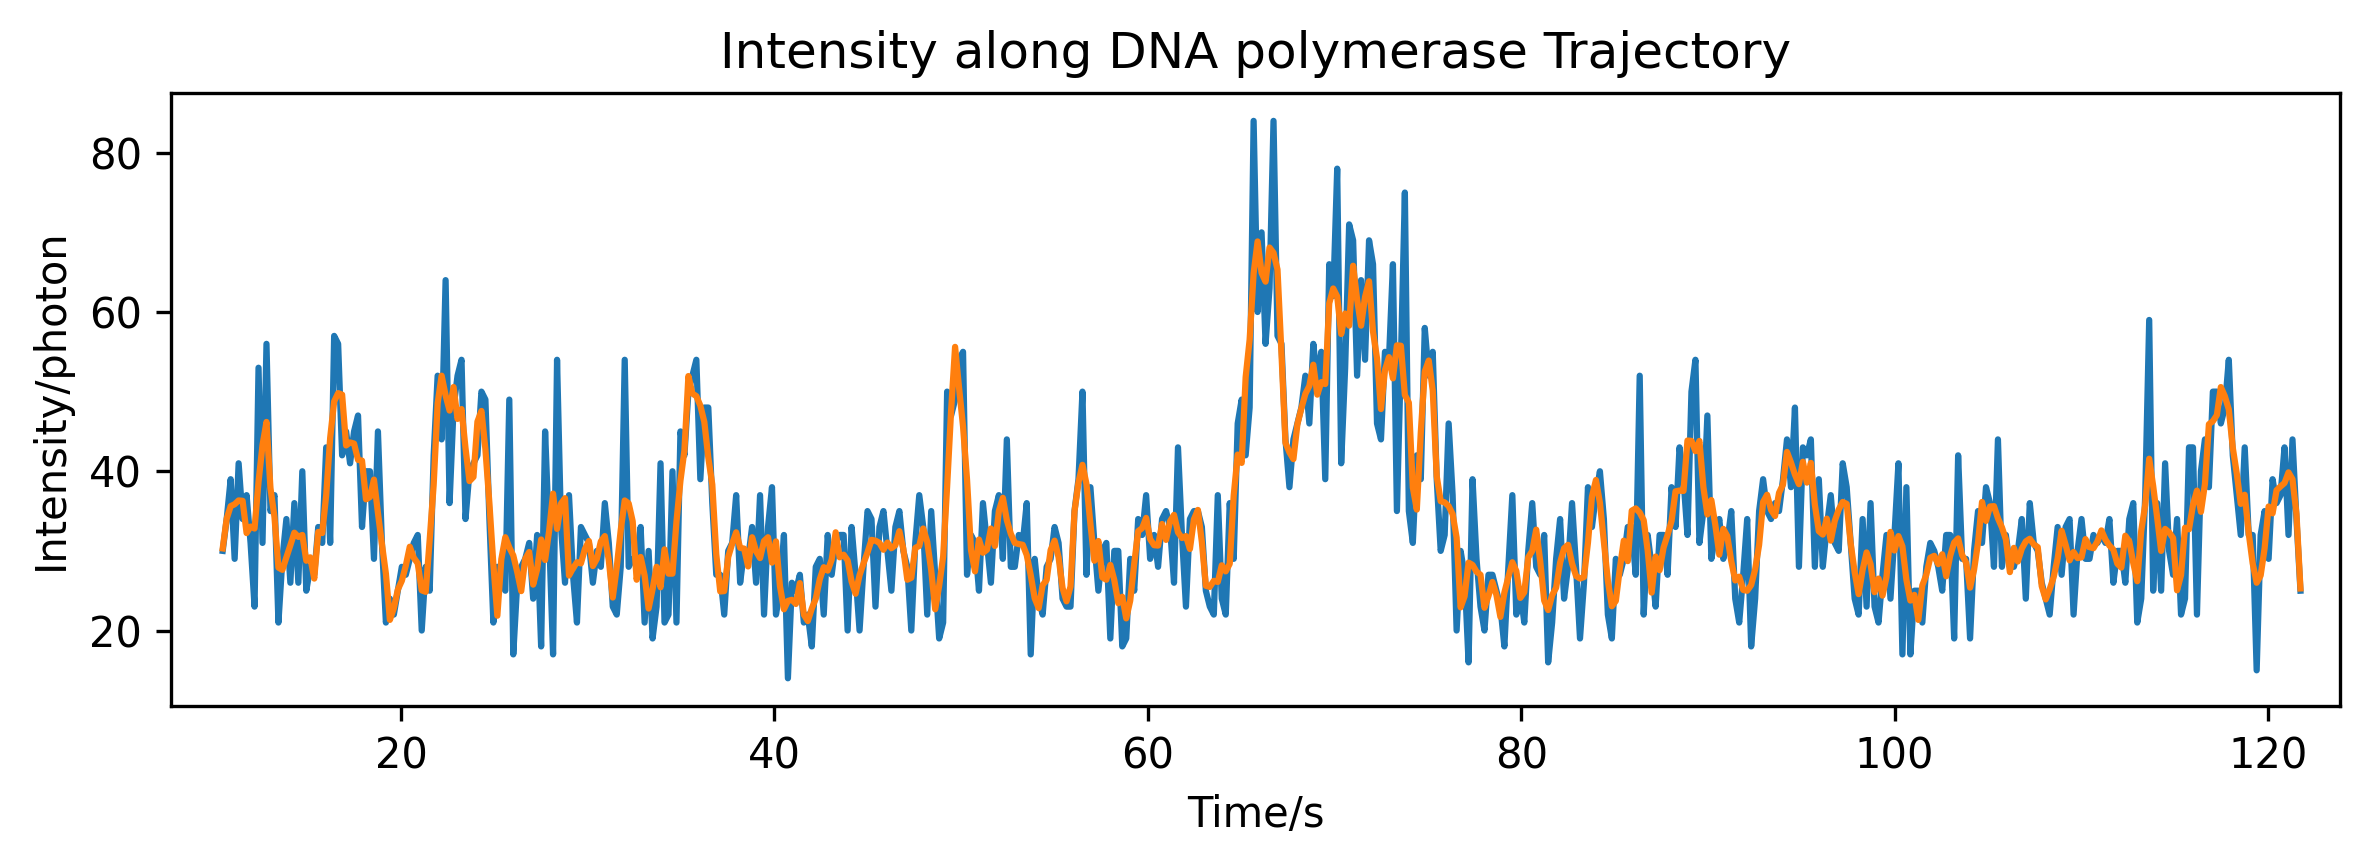 Intensity along DNA polymerase Trajectory
Intensity/photon
80
60
40
20
20 40 60 80 100 120
Time/s